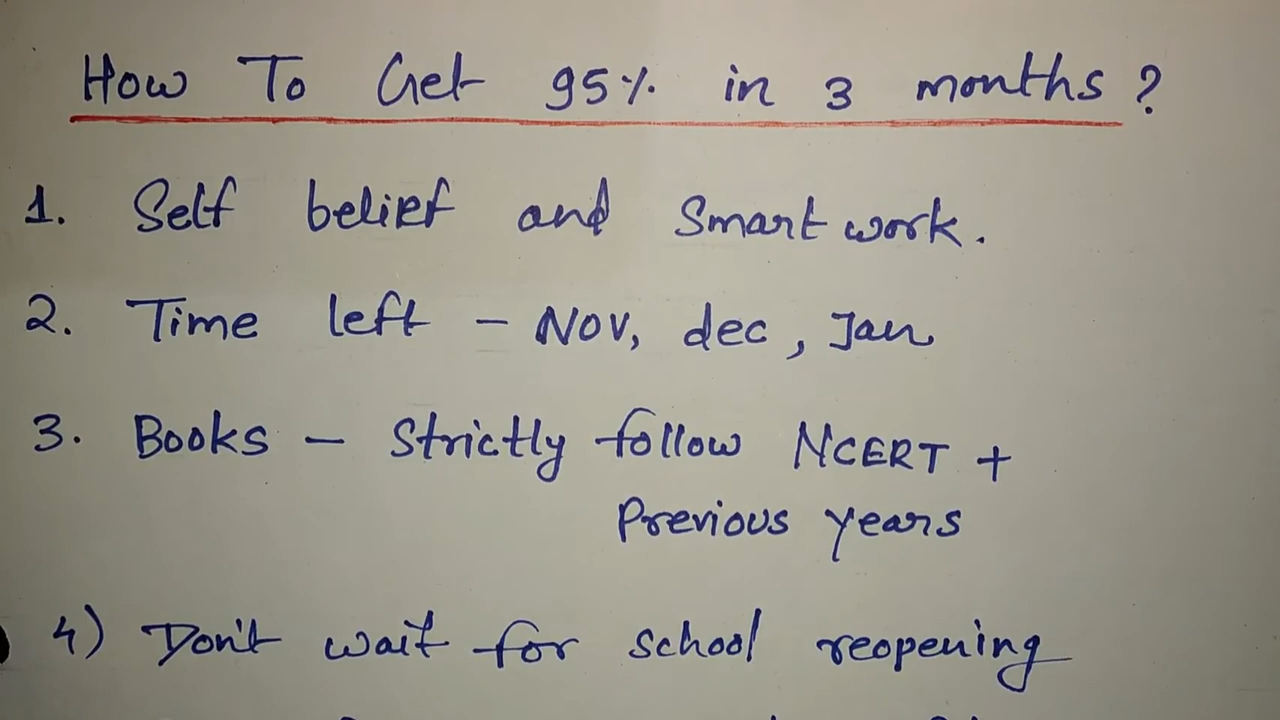 How To Get 95% in 3 months ?
1. Self belief and Smart work.
2. Time left - Nov, dec, Jan
3. Books - Strictly follow NCERT +
Previous years
4) Don't wait for school reopening